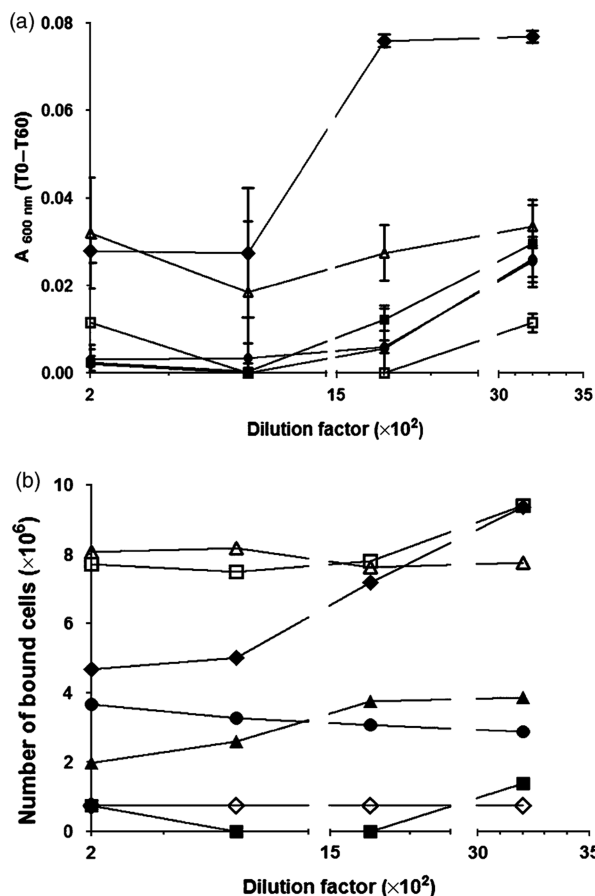 (a)
0.08
0.06
0.04
0.02
0.00
A 600 nm (T0–T60)
2 15 30 35
Dilution factor (×10²)
(b)
10
8
6
4
2
0
Number of bound cells (×10⁶)
2 15 30 35
Dilution factor (×10²)